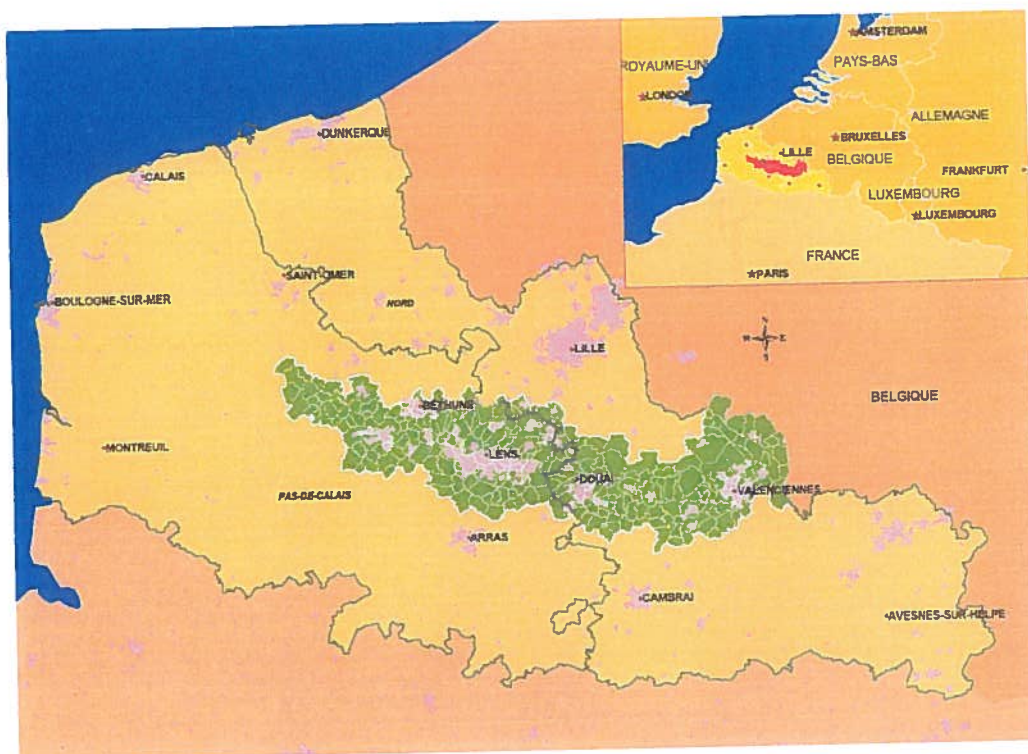 AMSTERDAM
PAYS-BAS
ROYAUME-UNI
LONDON
ALLEMAGNE
BRUXELLES
LILLE
BELGIQUE
FRANKFURT
LUXEMBOURG
LUXEMBOURG
FRANCE
PARIS
DUNKERQUE
CALAIS
SAINT-OMER
BOULOGNE-SUR-MER
NORD
N
W E
S
LILLE
BELGIQUE
BETHUNE
MONTREUIL
LENS
DOUAI
VALENCIENNES
PAS-DE-CALAIS
ARRAS
CAMBRAI
AVESNES-SUR-HELPE